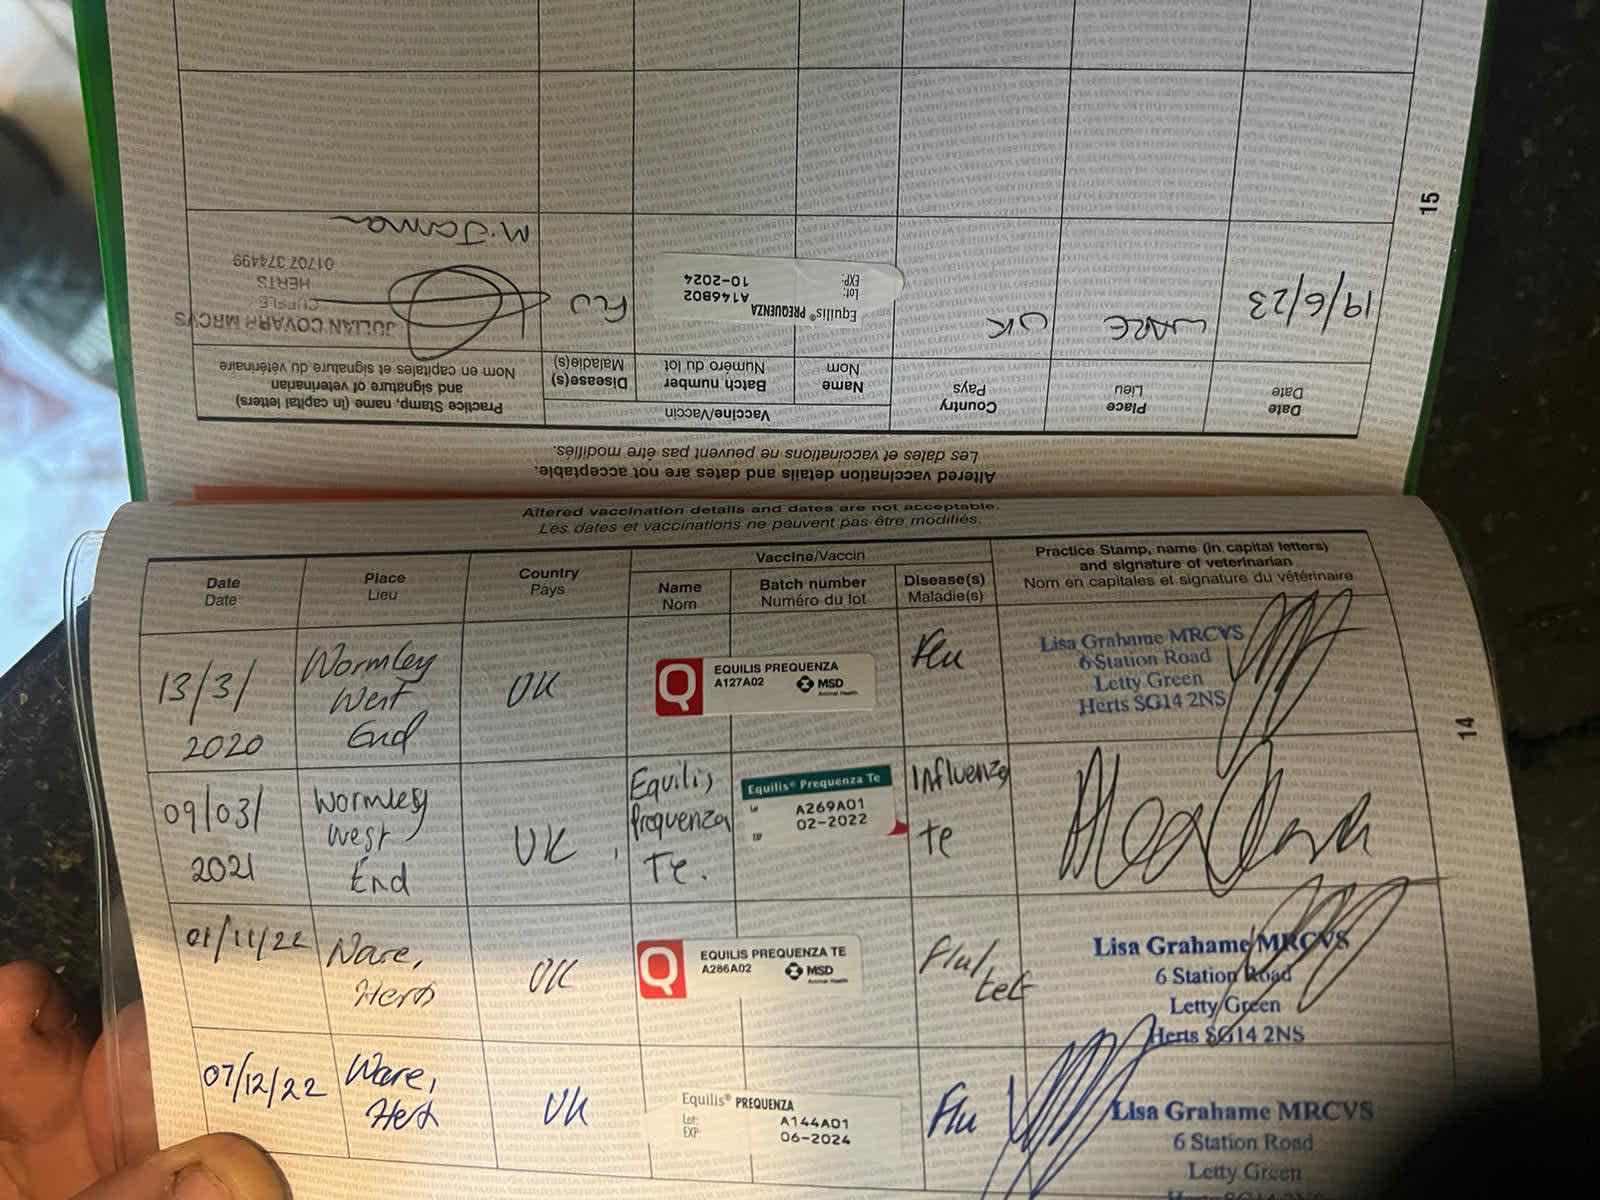 Altered vaccination details and dates are not acceptable.
Les dates et vaccinations ne peuvent pas être modifiés.
Date
Date
Place
Lieu
Country
Pays
Vaccine/Vaccin
Name
Nom
Batch number
Numéro du lot
Disease(s)
Maladie(s)
Practice Stamp, name (in capital letters)
and signature of veterinarian
Nom en capitales et signature du vétérinaire
13/3/
2020
Wormley
West
End
UK
EQUILIS PREQUENZA
A127A02
MSD
Animal Health
Flu
Lisa Grahame MRCVS
6 Station Road
Letty Green
Herts SG14 2NS
09/03/
2021
Wormley
West
End
UK
Equilis
Prequenza
Te.
Equilis® Prequenza Te
A269A01
02-2022
EXP
Influenza
Te
01/11/22
Ware,
Herts
UK
EQUILIS PREQUENZA TE
A286A02
MSD
Animal Health
Flu/
tet
Lisa Grahame MRCVS
6 Station Road
Letty Green
Herts SG14 2NS
07/12/22
Ware,
Herts
UK
Equilis® PREQUENZA
Lot: A144A01
EXP: 06-2024
Flu
Lisa Grahame MRCVS
6 Station Road
Letty Green
14
Altered vaccination details and dates are not acceptable.
Les dates et vaccinations ne peuvent pas être modifiés.
Date
Date
Place
Lieu
Country
Pays
Vaccine/Vaccin
Name
Nom
Batch number
Numéro du lot
Disease(s)
Maladie(s)
Practice Stamp, name (in capital letters)
and signature of veterinarian
Nom en capitales et signature du vétérinaire
19/6/23
WARE
UK
Equilis® PREQUENZA
Lot: A146B02
EXP: 10-2024
FLU
JULIAN COVARR MRCVS
HERTS
01707 374499
15